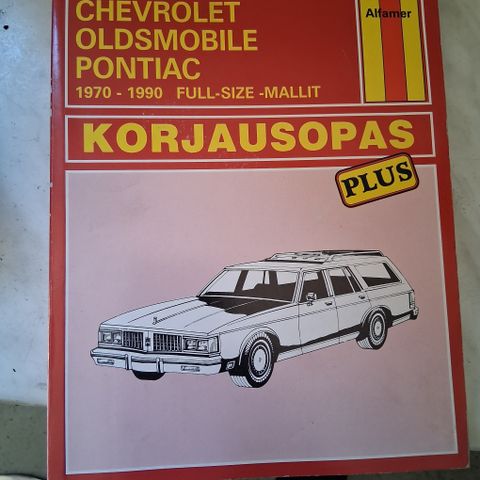 CHEVROLET
Alfamer
OLDSMOBILE
PONTIAC
1970 - 1990 FULL-SIZE -MALLIT
KORJAUSOPAS
PLUS